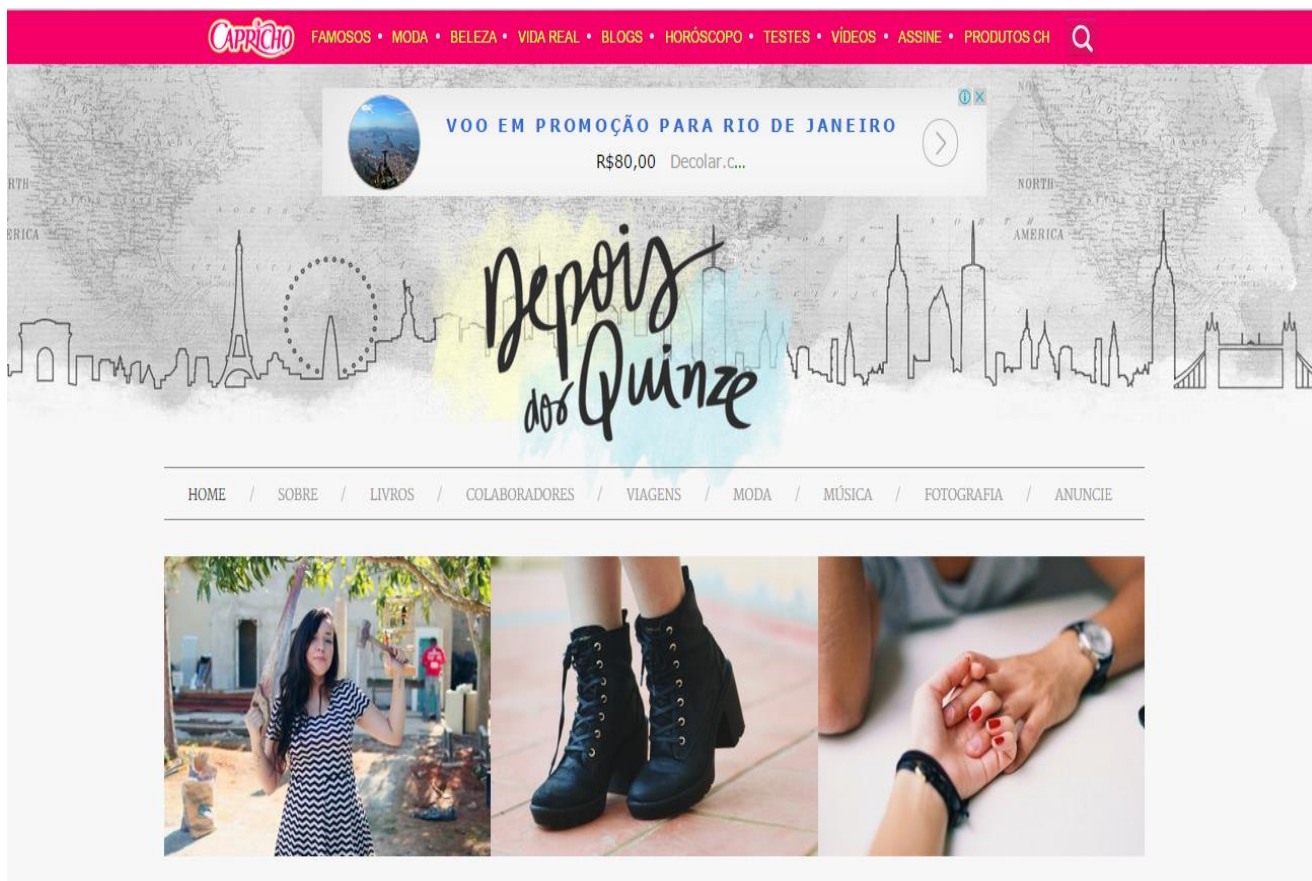 CAPRICHO FAMOSOS • MODA • BELEZA • VIDA REAL • BLOGS • HORÓSCOPO • TESTES • VÍDEOS • ASSINE • PRODUTOS CH
VOO EM PROMOÇÃO PARA RIO DE JANEIRO
R$80,00 Decolar.c...
NORTH
AMERICA
Depois
dos Quinze
HOME / SOBRE / LIVROS / COLABORADORES / VIAGENS / MODA / MÚSICA / FOTOGRAFIA / ANUNCIE